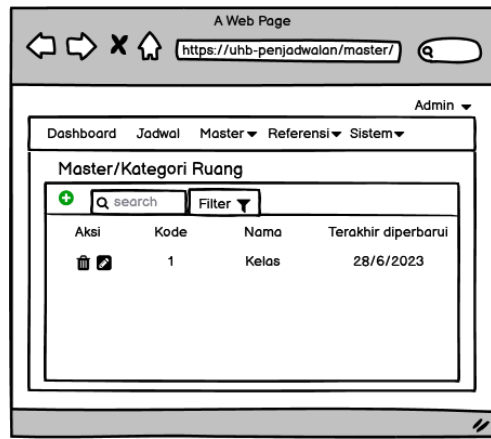 A Web Page
https://uhb-penjadwalan/master/
Admin
Dashboard Jadwal Master Referensi Sistem
Master/Kategori Ruang
search Filter
Aksi Kode Nama Terakhir diperbarui
1 Kelas 28/6/2023